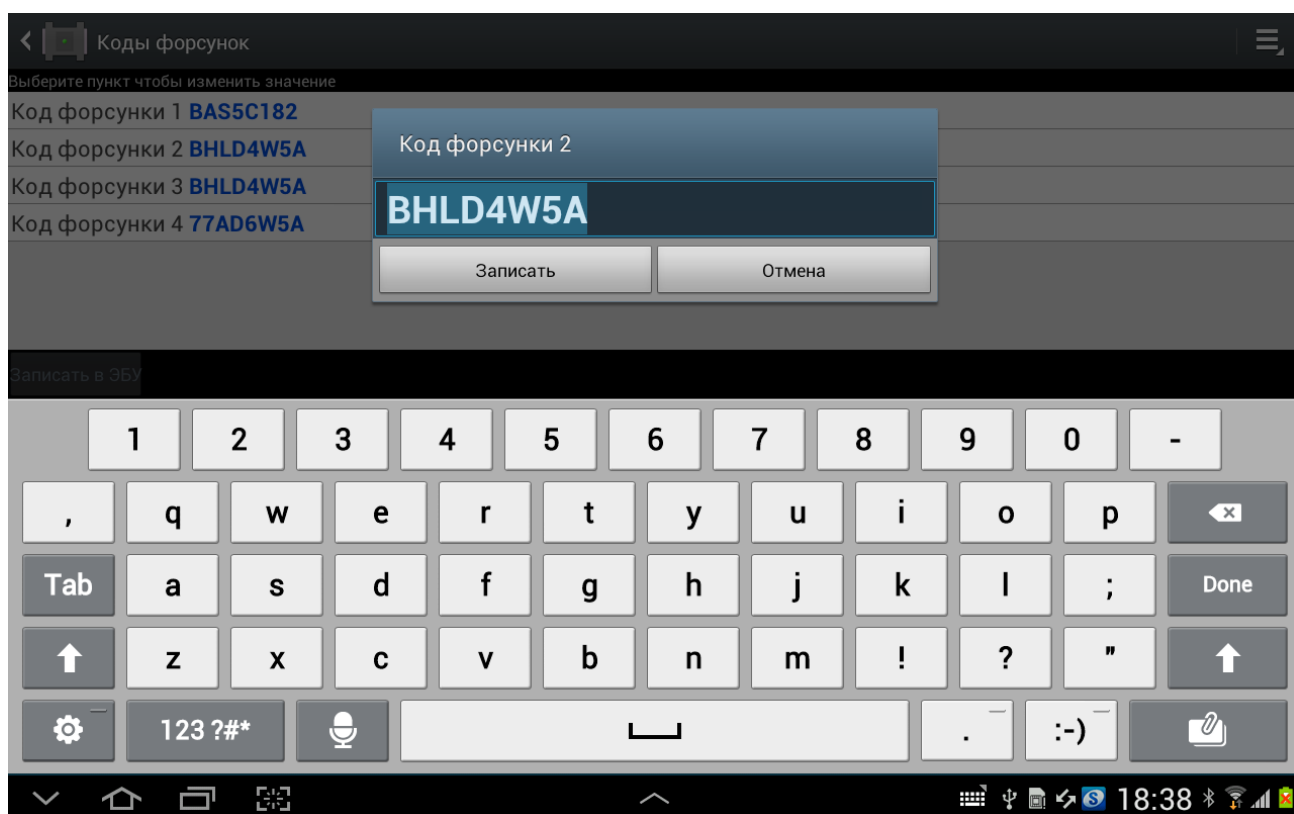 Коды форсунок
Выберите пункт чтобы изменить значение
Код форсунки 1 BAS5C182
Код форсунки 2 BHLD4W5A
Код форсунки 3 BHLD4W5A
Код форсунки 4 77AD6W5A
Код форсунки 2
BHLD4W5A
Записать Отмена
Записать в ЭБУ
1 2 3 4 5 6 7 8 9 0 -
, q w e r t y u i o p
Tab a s d f g h j k l ; Done
z x c v b n m ! ? "
123 ?#* . :-)
18:38